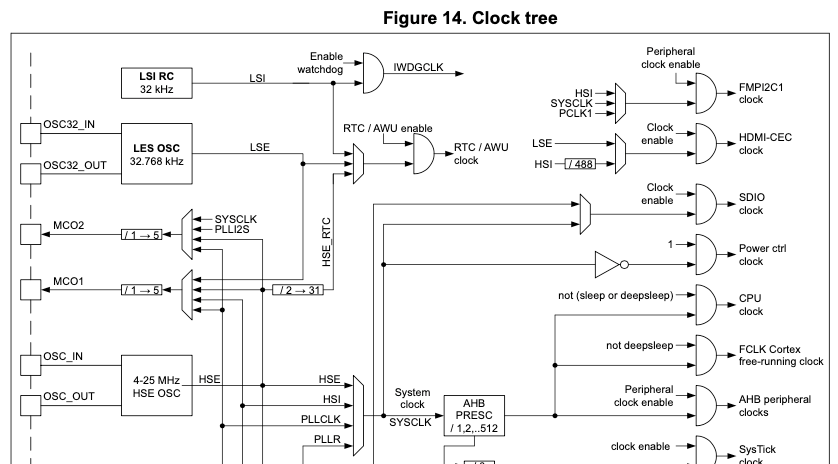 Figure 14. Clock tree
Enable
watchdog
IWDGCLK
LSI RC
32 kHz
LSI
OSC32_IN
LES OSC
32.768 kHz
LSE
OSC32_OUT
RTC / AWU enable
RTC / AWU
clock
MCO2
/ 1 → 5
SYSCLK
PLLI2S
HSE_RTC
MCO1
/ 1 → 5
/ 2 → 31
OSC_IN
OSC_OUT
4-25 MHz
HSE OSC
HSE
HSE
HSI
PLLCLK
PLLR
System
clock
SYSCLK
AHB
PRESC
/ 1,2,..512
Peripheral
clock enable
HSI
SYSCLK
PCLK1
FMPI2C1
clock
Clock
enable
LSE
HSI
/ 488
HDMI-CEC
clock
Clock
enable
SDIO
clock
1
Power ctrl
clock
not (sleep or deepsleep)
CPU
clock
not deepsleep
FCLK Cortex
free-running clock
Peripheral
clock enable
AHB peripheral
clocks
clock enable
SysTick
clock